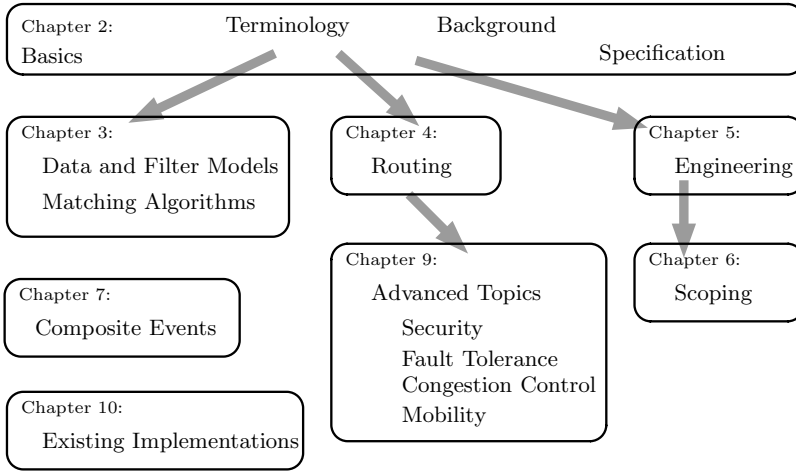 Chapter 2: Terminology Background
Basics Specification
Chapter 3:
Data and Filter Models
Matching Algorithms
Chapter 4:
Routing
Chapter 5:
Engineering
Chapter 7:
Composite Events
Chapter 9:
Advanced Topics
Security
Fault Tolerance
Congestion Control
Mobility
Chapter 6:
Scoping
Chapter 10:
Existing Implementations